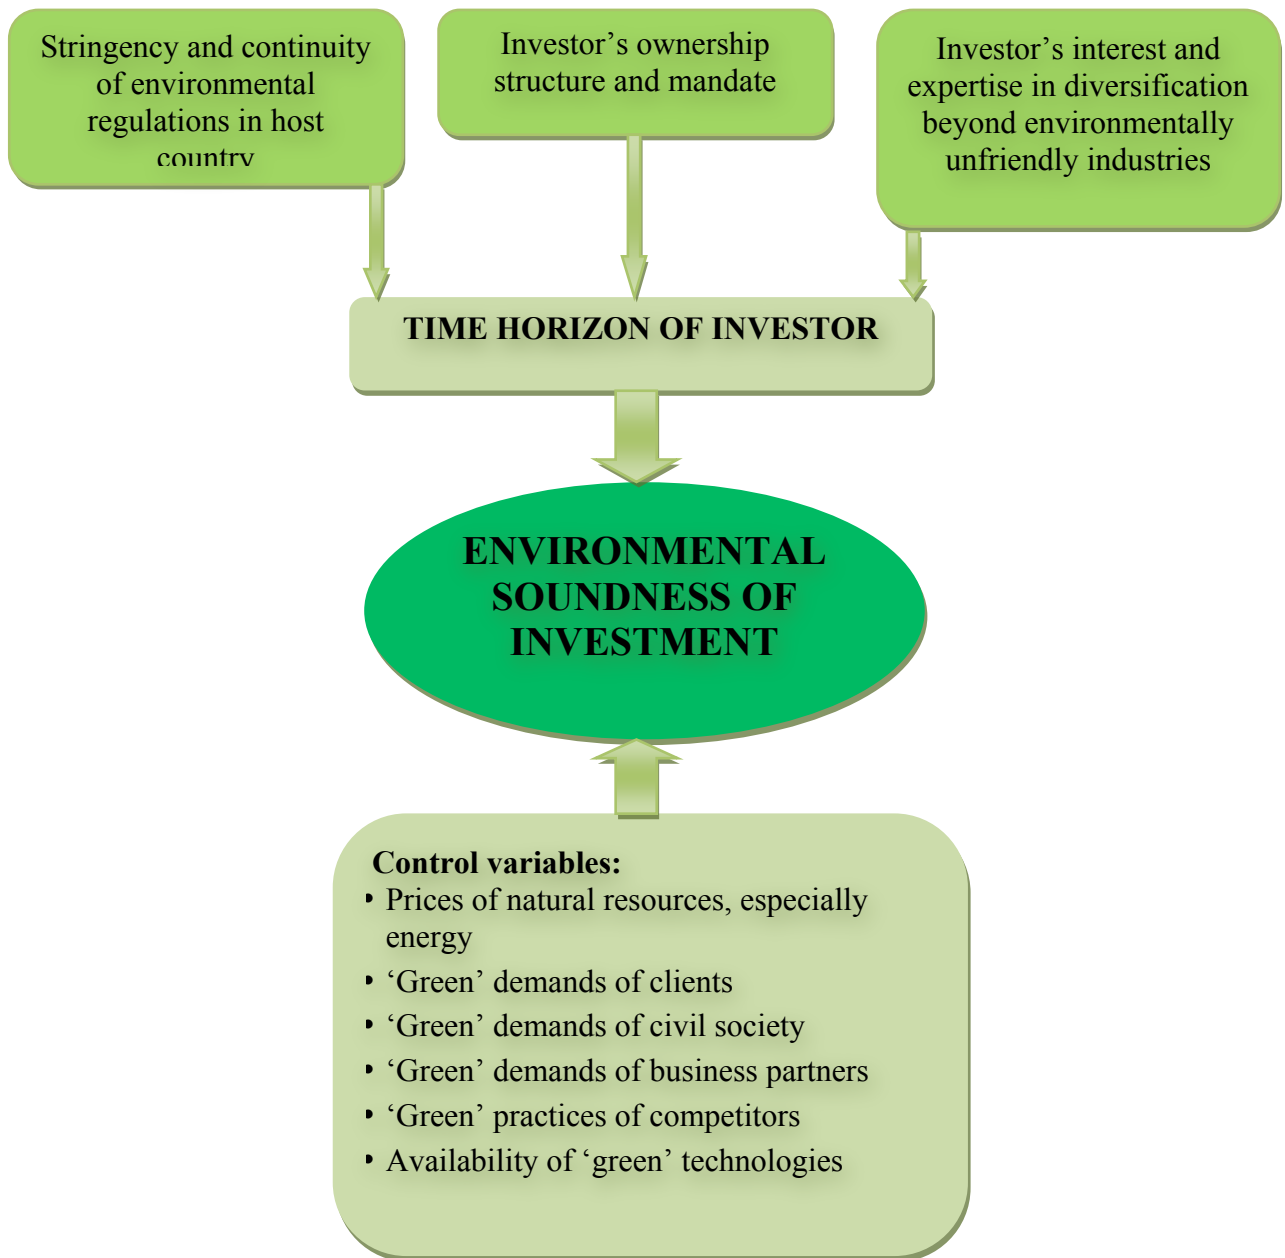 Stringency and continuity
of environmental
regulations in host
country
Investor’s ownership
structure and mandate
Investor’s interest and
expertise in diversification
beyond environmentally
unfriendly industries
TIME HORIZON OF INVESTOR
ENVIRONMENTAL
SOUNDNESS OF
INVESTMENT
Control variables:
• Prices of natural resources, especially
energy
• ‘Green’ demands of clients
• ‘Green’ demands of civil society
• ‘Green’ demands of business partners
• ‘Green’ practices of competitors
• Availability of ‘green’ technologies